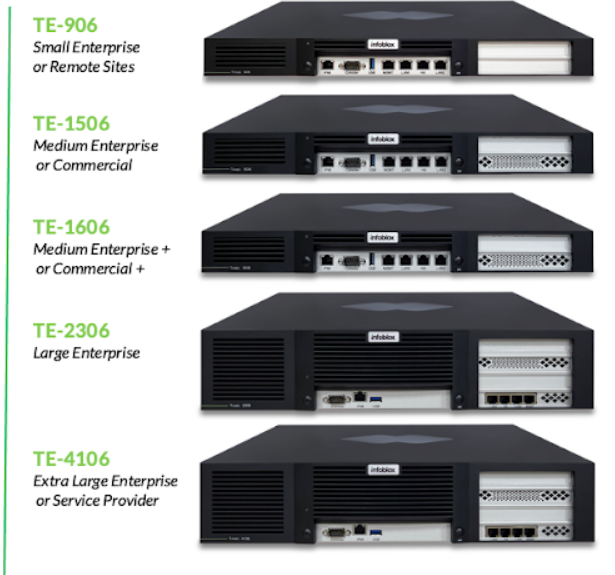 TE-906
Small Enterprise
or Remote Sites
infoblox
TE-1506
Medium Enterprise
or Commercial
infoblox
TE-1606
Medium Enterprise +
or Commercial +
infoblox
TE-2306
Large Enterprise
infoblox
TE-4106
Extra Large Enterprise
or Service Provider
infoblox